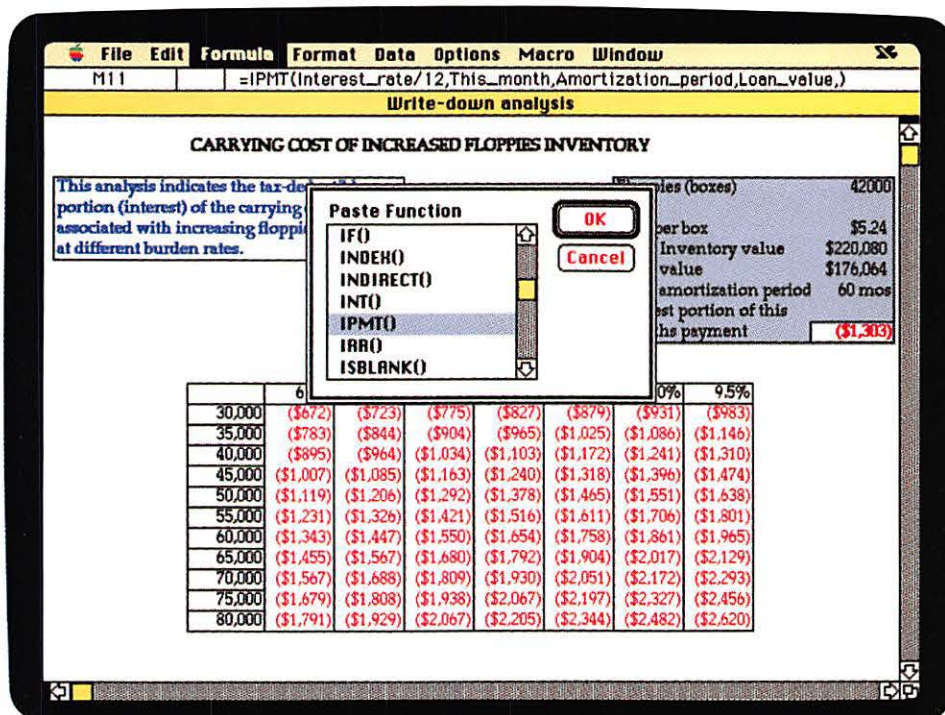 File Edit Formula Format Data Options Macro Window
M11 =IPMT(Interest_rate/12,This_month,Amortization_period,Loan_value,)
Write-down analysis
CARRYING COST OF INCREASED FLOPPIES INVENTORY
This analysis indicates the
portion (interest) of the carrying
associated with increasing
at different burden rates.
(boxes) 42000
per box $5.24
Inventory value $220,080
value $176,064
amortization period 60 mos
portion of this
payment ($1,303)
Paste Function
IF()
INDEX()
INDIRECT()
INT()
IPMT()
IRR()
ISBLANK()
OK
Cancel
9.5%
30,000 ($672) ($723) ($775) ($827) ($879) ($931) ($983)
35,000 ($783) ($844) ($904) ($965) ($1,025) ($1,086) ($1,146)
40,000 ($895) ($964) ($1,034) ($1,103) ($1,172) ($1,241) ($1,310)
45,000 ($1,007) ($1,085) ($1,163) ($1,240) ($1,318) ($1,396) ($1,474)
50,000 ($1,119) ($1,206) ($1,292) ($1,378) ($1,465) ($1,551) ($1,638)
55,000 ($1,231) ($1,326) ($1,421) ($1,516) ($1,611) ($1,706) ($1,801)
60,000 ($1,343) ($1,447) ($1,550) ($1,654) ($1,758) ($1,861) ($1,965)
65,000 ($1,455) ($1,567) ($1,680) ($1,792) ($1,904) ($2,017) ($2,129)
70,000 ($1,567) ($1,688) ($1,809) ($1,930) ($2,051) ($2,172) ($2,293)
75,000 ($1,679) ($1,808) ($1,938) ($2,067) ($2,197) ($2,327) ($2,456)
80,000 ($1,791) ($1,929) ($2,067) ($2,205) ($2,344) ($2,482) ($2,620)